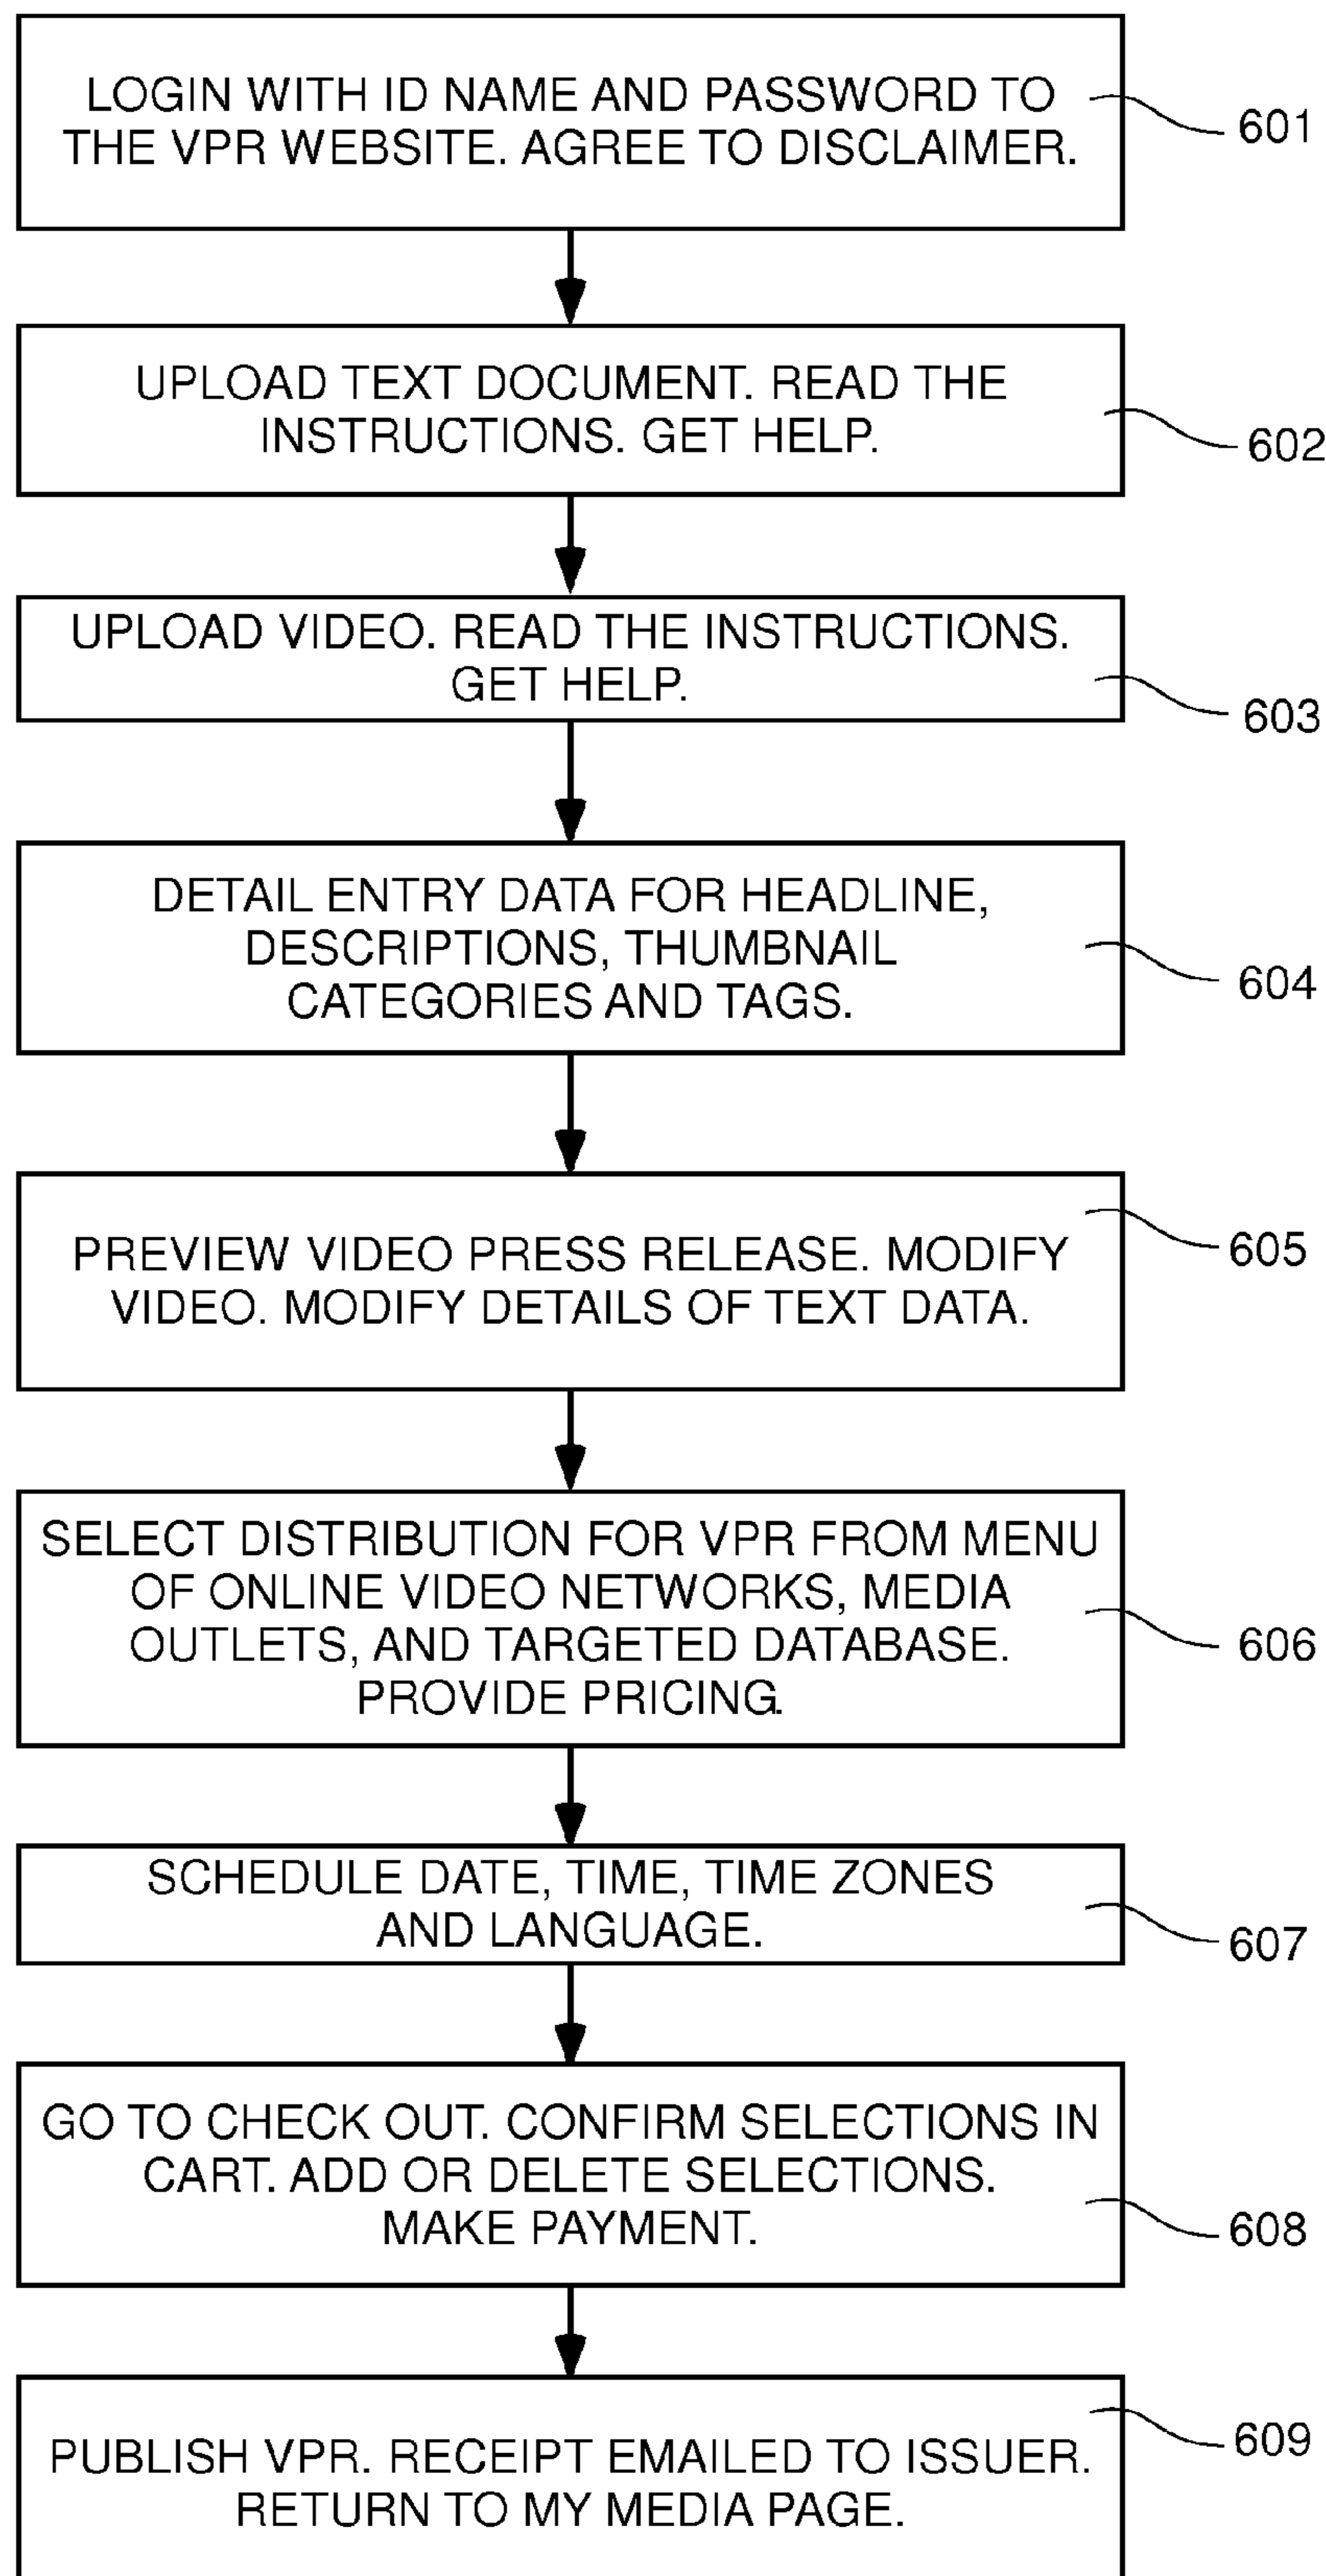 LOGIN WITH ID NAME AND PASSWORD TO
THE VPR WEBSITE. AGREE TO DISCLAIMER.
601
UPLOAD TEXT DOCUMENT. READ THE
INSTRUCTIONS. GET HELP.
602
UPLOAD VIDEO. READ THE INSTRUCTIONS.
GET HELP.
603
DETAIL ENTRY DATA FOR HEADLINE,
DESCRIPTIONS, THUMBNAIL
CATEGORIES AND TAGS.
604
PREVIEW VIDEO PRESS RELEASE. MODIFY
VIDEO. MODIFY DETAILS OF TEXT DATA.
605
SELECT DISTRIBUTION FOR VPR FROM MENU
OF ONLINE VIDEO NETWORKS, MEDIA
OUTLETS, AND TARGETED DATABASE.
PROVIDE PRICING.
606
SCHEDULE DATE, TIME, TIME ZONES
AND LANGUAGE.
607
GO TO CHECK OUT. CONFIRM SELECTIONS IN
CART. ADD OR DELETE SELECTIONS.
MAKE PAYMENT.
608
PUBLISH VPR. RECEIPT EMAILED TO ISSUER.
RETURN TO MY MEDIA PAGE.
609